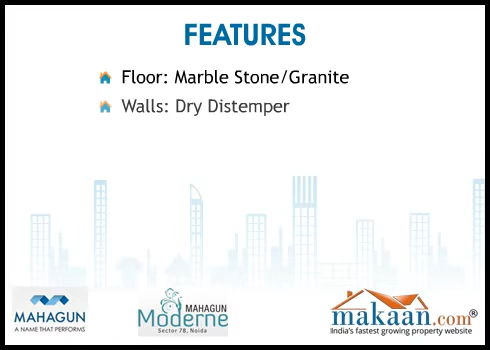 FEATURES
Floor: Marble Stone/Granite
Walls: Dry Distemper
MAHAGUN
A NAME THAT PERFORMS
MAHAGUN
Moderne
Sector 78, Noida
makaan.com®
India's fastest growing property website